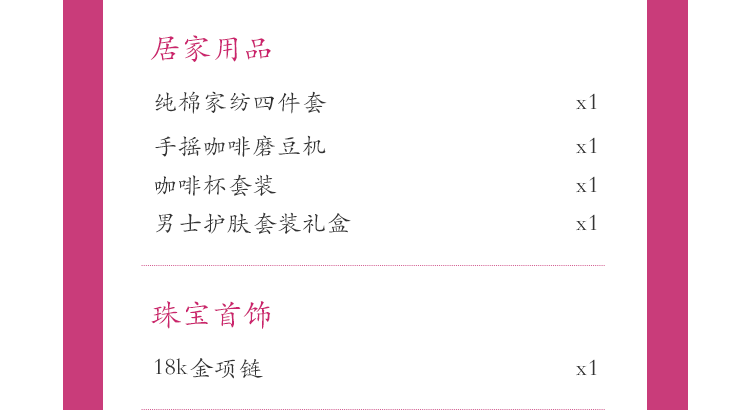 居家用品
纯棉家纺四件套 x1
手摇咖啡磨豆机 x1
咖啡杯套装 x1
男士护肤套装礼盒 x1
珠宝首饰
18k金项链 x1